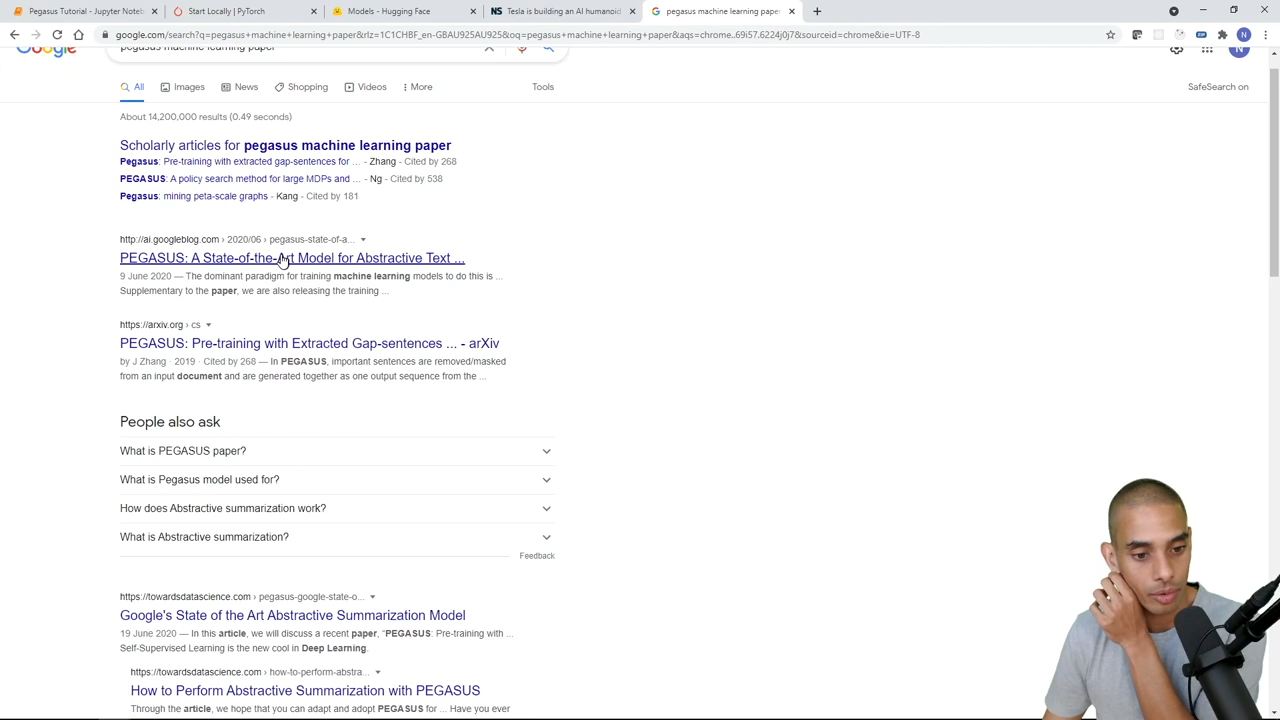 Pegasus Tutorial - Jupyter Notebook
Start Locally | PyTorch
Models - Hugging Face
Tesla is building an AI humanoid
pegasus machine learning paper
google.com/search?q=pegasus+machine+learning+paper&rlz=1C1CHBF_en-GBAU925AU925&oq=pegasus+machine+learning+paper&aqs=chrome..69i57.6224j0j7&sourceid=chrome&ie=UTF-8
Google
pegasus machine learning paper
All
Images
News
Shopping
Videos
More
Tools
SafeSearch on
About 14,200,000 results (0.49 seconds)
Scholarly articles for pegasus machine learning paper
Pegasus: Pre-training with extracted gap-sentences for ... - Zhang - Cited by 268
PEGASUS: A policy search method for large MDPs and ... - Ng - Cited by 538
Pegasus: mining peta-scale graphs - Kang - Cited by 181
http://ai.googleblog.com › 2020/06 › pegasus-state-of-a...
PEGASUS: A State-of-the-Art Model for Abstractive Text ...
9 June 2020 — The dominant paradigm for training machine learning models to do this is ...
Supplementary to the paper, we are also releasing the training ...
https://arxiv.org › cs
PEGASUS: Pre-training with Extracted Gap-sentences ... - arXiv
by J Zhang · 2019 · Cited by 268 — In PEGASUS, important sentences are removed/masked
from an input document and are generated together as one output sequence from the ...
People also ask
What is PEGASUS paper?
What is Pegasus model used for?
How does Abstractive summarization work?
What is Abstractive summarization?
Feedback
https://towardsdatascience.com › pegasus-google-state-o...
Google's State of the Art Abstractive Summarization Model
19 June 2020 — In this article, we will discuss a recent paper, "PEGASUS: Pre-training with ...
Self-Supervised Learning is the new cool in Deep Learning.
https://towardsdatascience.com › how-to-perform-abstra...
How to Perform Abstractive Summarization with PEGASUS
Through the article, we hope that you can adapt and adopt PEGASUS for ... Have you ever